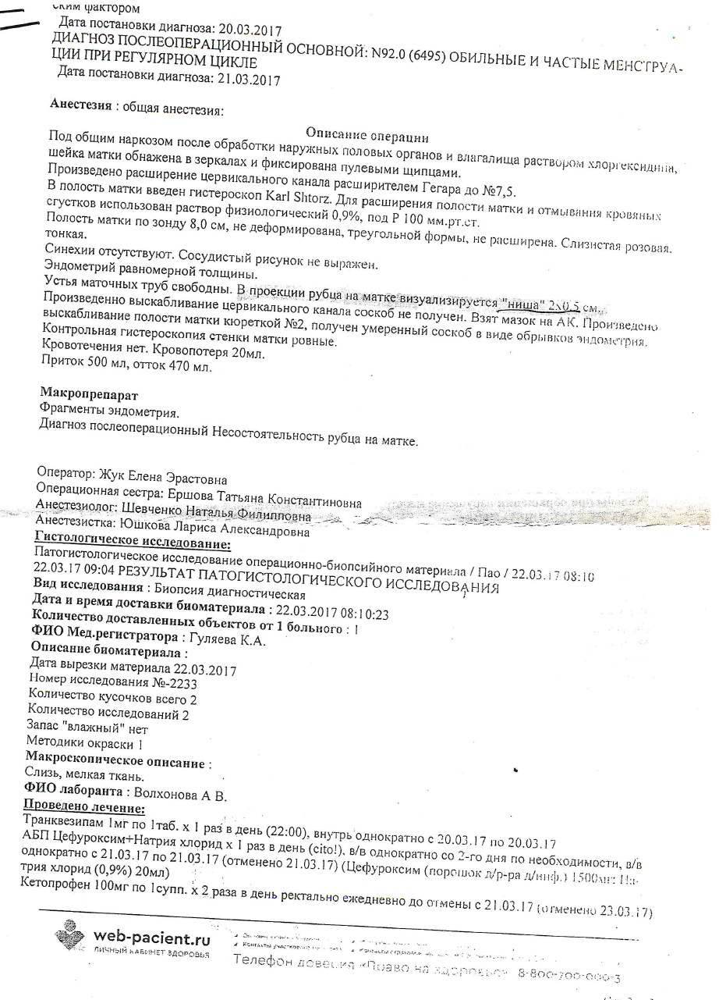 ским фактором
Дата постановки диагноза: 20.03.2017
ДИАГНОЗ ПОСЛЕОПЕРАЦИОННЫЙ ОСНОВНОЙ: N92.0 (6495) ОБИЛЬНЫЕ И ЧАСТЫЕ МЕНСТРУА-
ЦИИ ПРИ РЕГУЛЯРНОМ ЦИКЛЕ
Дата постановки диагноза: 21.03.2017
Анестезия : общая анестезия:
Описание операции
Под общим наркозом после обработки наружных половых органов и влагалища раствором хлоргексидина,
шейка матки обнажена в зеркалах и фиксирована пулевыми щипцами.
Произведено расширение цервикального канала расширителем Гегара до №7,5.
В полость матки введен гистероскоп Karl Shtorz. Для расширения полости матки и отмывания кровяных
сгустков использован раствор физиологический 0,9%, под Р 100 мм.рт.ст.
Полость матки по зонду 8,0 см, не деформирована, треугольной формы, не расширена. Слизистая розовая.
тонкая.
Синехии отсутствуют. Сосудистый рисунок не выражен.
Эндометрий равномерной толщины.
Устья маточных труб свободны. В проекции рубца на матке визуализируется "ниша" 2х0,5 см.
Произведенно выскабливание цервикального канала соскоб не получен. Взят мазок на АК. Произведено
выскабливание полости матки кюреткой №2, получен умеренный соскоб в виде обрывков эндометрия.
Контрольная гистероскопия стенки матки ровные.
Кровотечения нет. Кровопотеря 20мл.
Приток 500 мл, отток 470 мл.
Макропрепарат
Фрагменты эндометрия.
Диагноз послеоперационный Несостоятельность рубца на матке.
Оператор: Жук Елена Эрастовна
Операционная сестра: Ершова Татьяна Константиновна
Анестезиолог: Шевченко Наталья Филипповна
Анестезистка: Юшкова Лариса Александровна
Гистологическое исследование:
Патогистологическое исследование операционно-биопсийного материала / Пао / 22.03.17 08:10
22.03.17 09:04 РЕЗУЛЬТАТ ПАТОГИСТОЛОГИЧЕСКОГО ИССЛЕДОВАНИЯ
Вид исследования : Биопсия диагностическая
Дата и время доставки биоматериала : 22.03.2017 08:10:23
Количество доставленных объектов от 1 больного : 1
ФИО Мед.регистратора : Гуляева К.А.
Описание биоматериала :
Дата вырезки материала 22.03.2017
Номер исследования №-2233
Количество кусочков всего 2
Количество исследований 2
Запас "влажный" нет
Методики окраски 1
Макроскопическое описание :
Слизь, мелкая ткань.
ФИО лаборанта : Волхонова А В.
Проведено лечение:
Транквезипам 1мг по 1таб. х 1 раз в день (22:00), внутрь однократно с 20.03.17 по 20.03.17
АБП Цефуроксим+Натрия хлорид х 1 раз в день (cito!), в/в однократно со 2-го дня по необходимости, в/в
однократно с 21.03.17 по 21.03.17 (отменено 21.03.17) (Цефуроксим (порошок д/р-ра д/инф.) 1500мг; На-
трия хлорид (0,9%) 20мл)
Кетопрофен 100мг по 1супп. х 2 раза в день ректально ежедневно до отмены с 21.03.17 (отменено 23.03.17)
web-pacient.ru
ЛИЧНЫЙ КАБИНЕТ ЗДОРОВЬЯ
Телефон доверия «Право на здоровье» 8-800-700-000-3